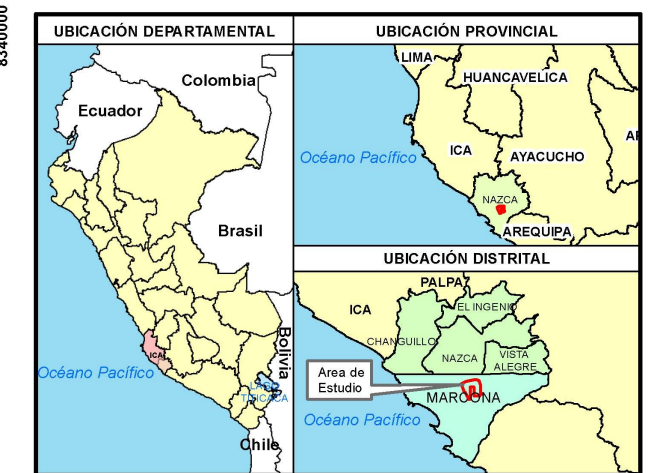 8340000
UBICACIÓN DEPARTAMENTAL
Colombia
Ecuador
Brasil
ICA
Océano Pacífico
Bolivia
LAGO
TITICACA
Chile
UBICACIÓN PROVINCIAL
LIMA
HUANCAVELICA
Océano Pacífico
ICA
AYACUCHO
NAZCA
AREQUIPA
UBICACIÓN DISTRITAL
PALPA
ICA
EL INGENIO
CHANGUILLO
NAZCA
VISTA
ALEGRE
Area de
Estudio
MARCONA
Océano Pacífico